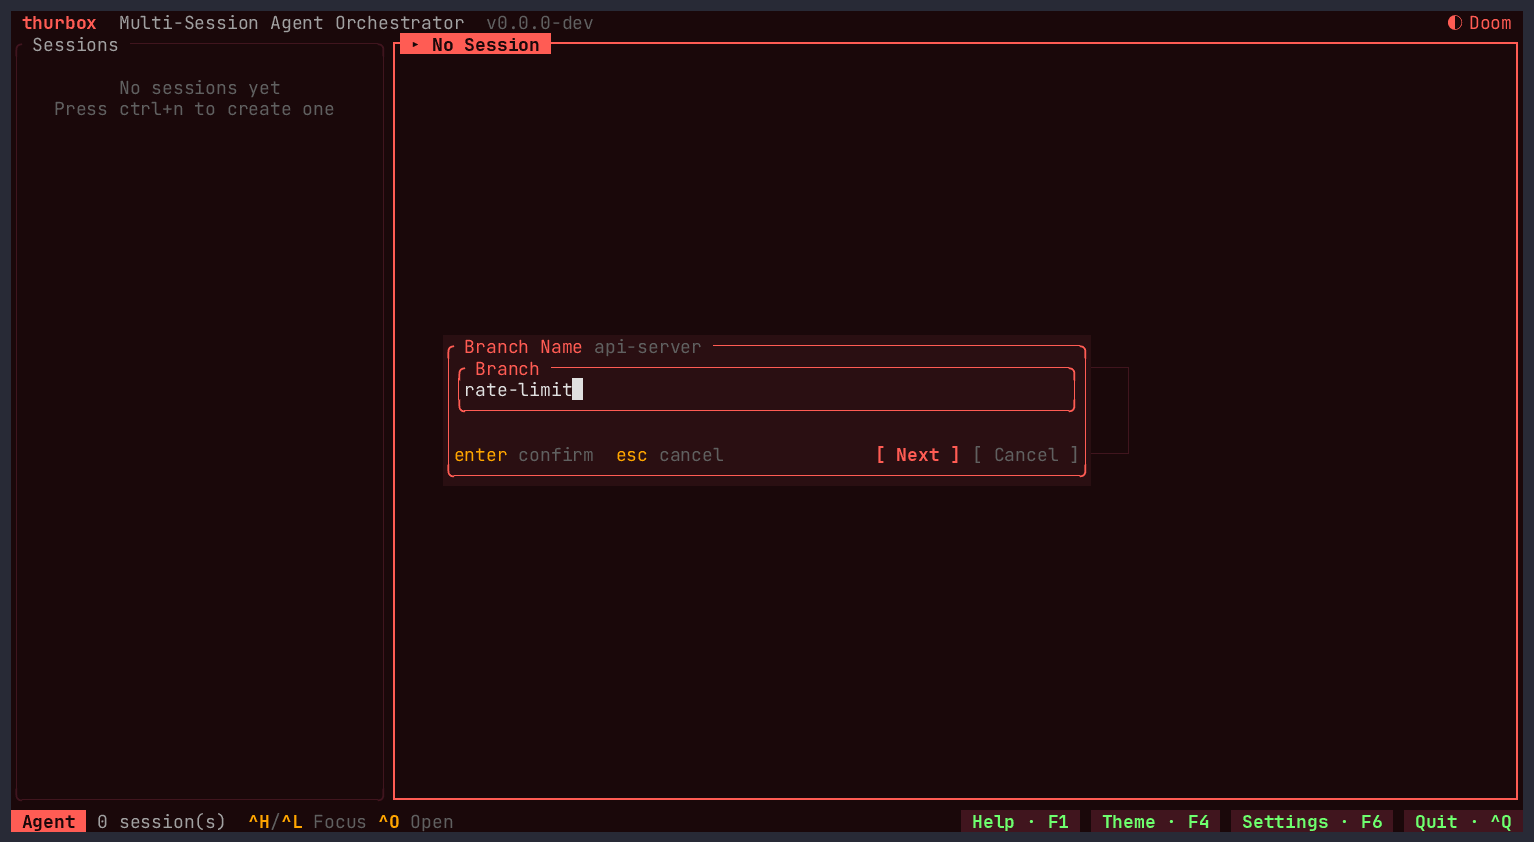 thurbox  Multi-Session Agent Orchestrator  v0.0.0-dev
◐ Doom
Sessions
▸ No Session
No sessions yet
Press ctrl+n to create one
Branch Name api-server
Branch
rate-limit
enter confirm  esc cancel
[ Next ] [ Cancel ]
Agent  0 session(s)  ^H/^L Focus ^O Open
Help · F1  Theme · F4  Settings · F6  Quit · ^Q